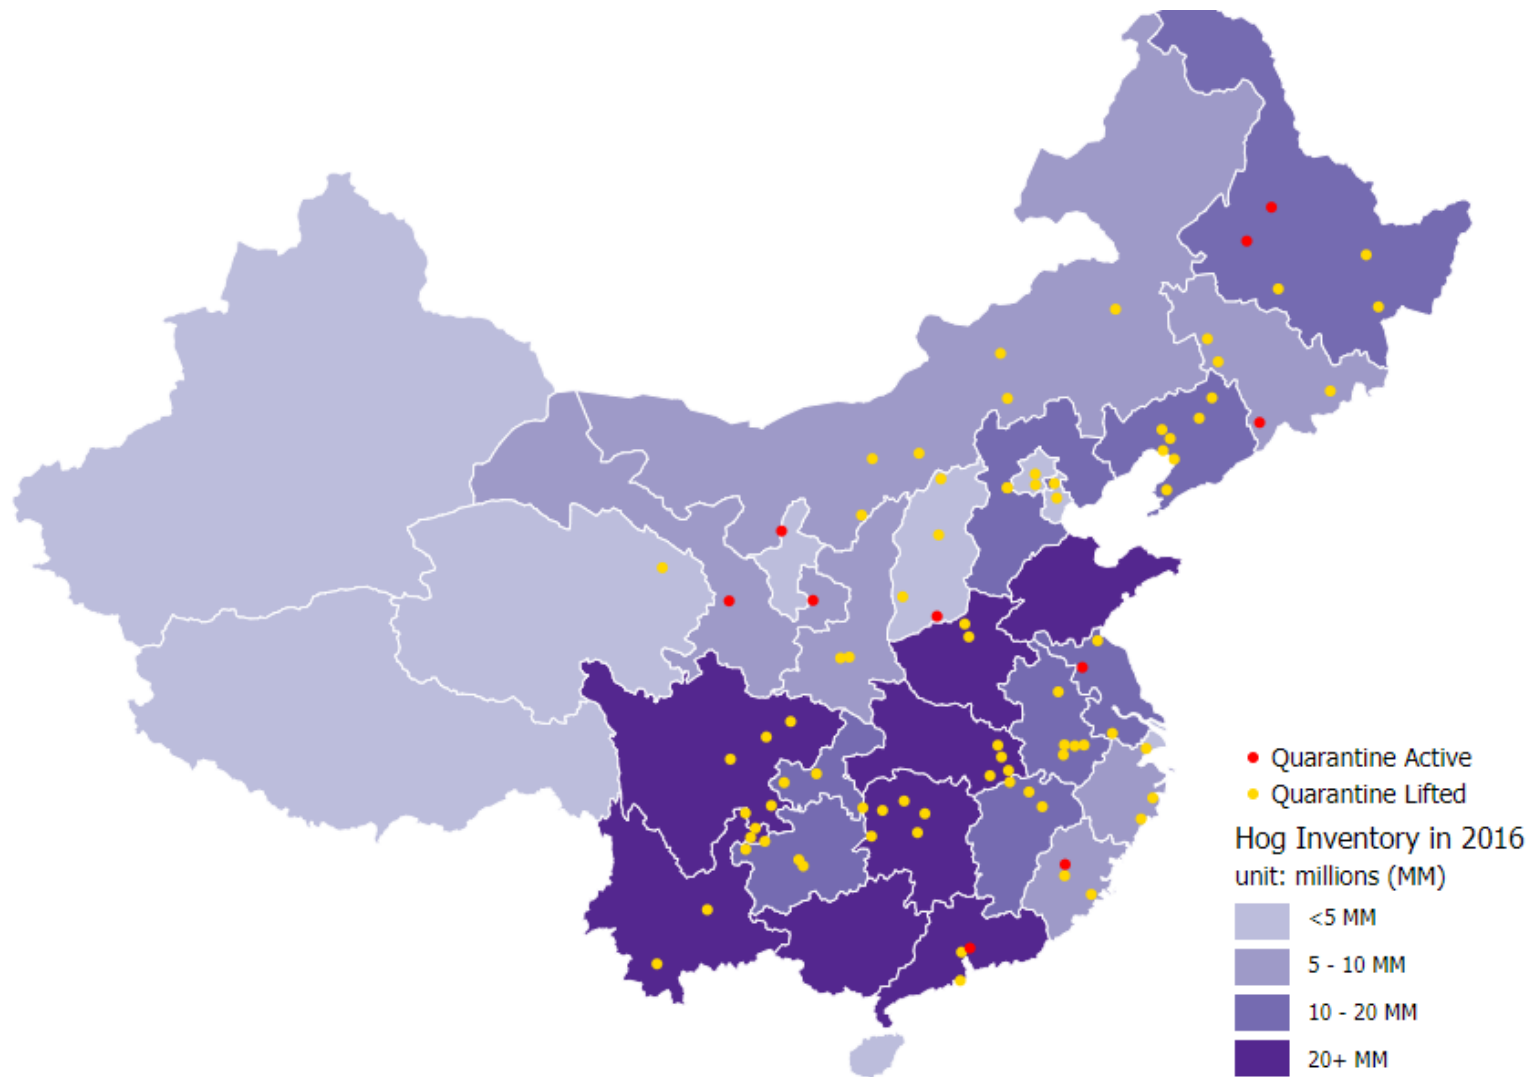 Quarantine Active
Quarantine Lifted
Hog Inventory in 2016
unit: millions (MM)
<5 MM
5 - 10 MM
10 - 20 MM
20+ MM